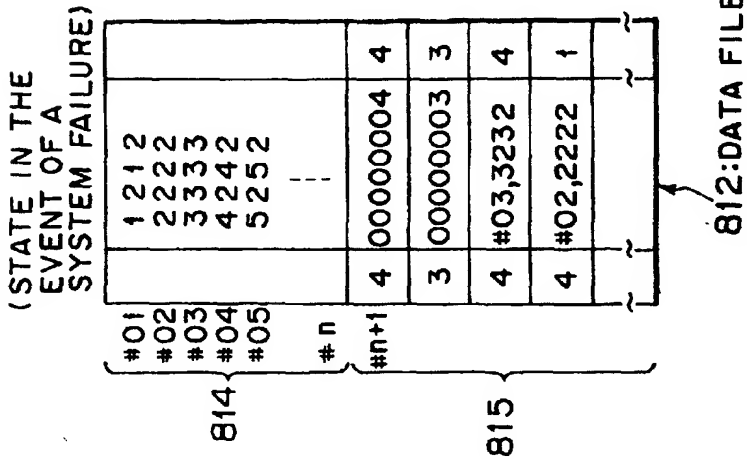 (STATE IN THE
EVENT OF A
SYSTEM FAILURE)
#01 1212
#02 2222
#03 3333
#04 4242
#05 5252
814
#n
#n+1 4 00000004 4
3 00000003 3
815
4 #03,3232 4
4 #02,2222 1
812:DATA FILE